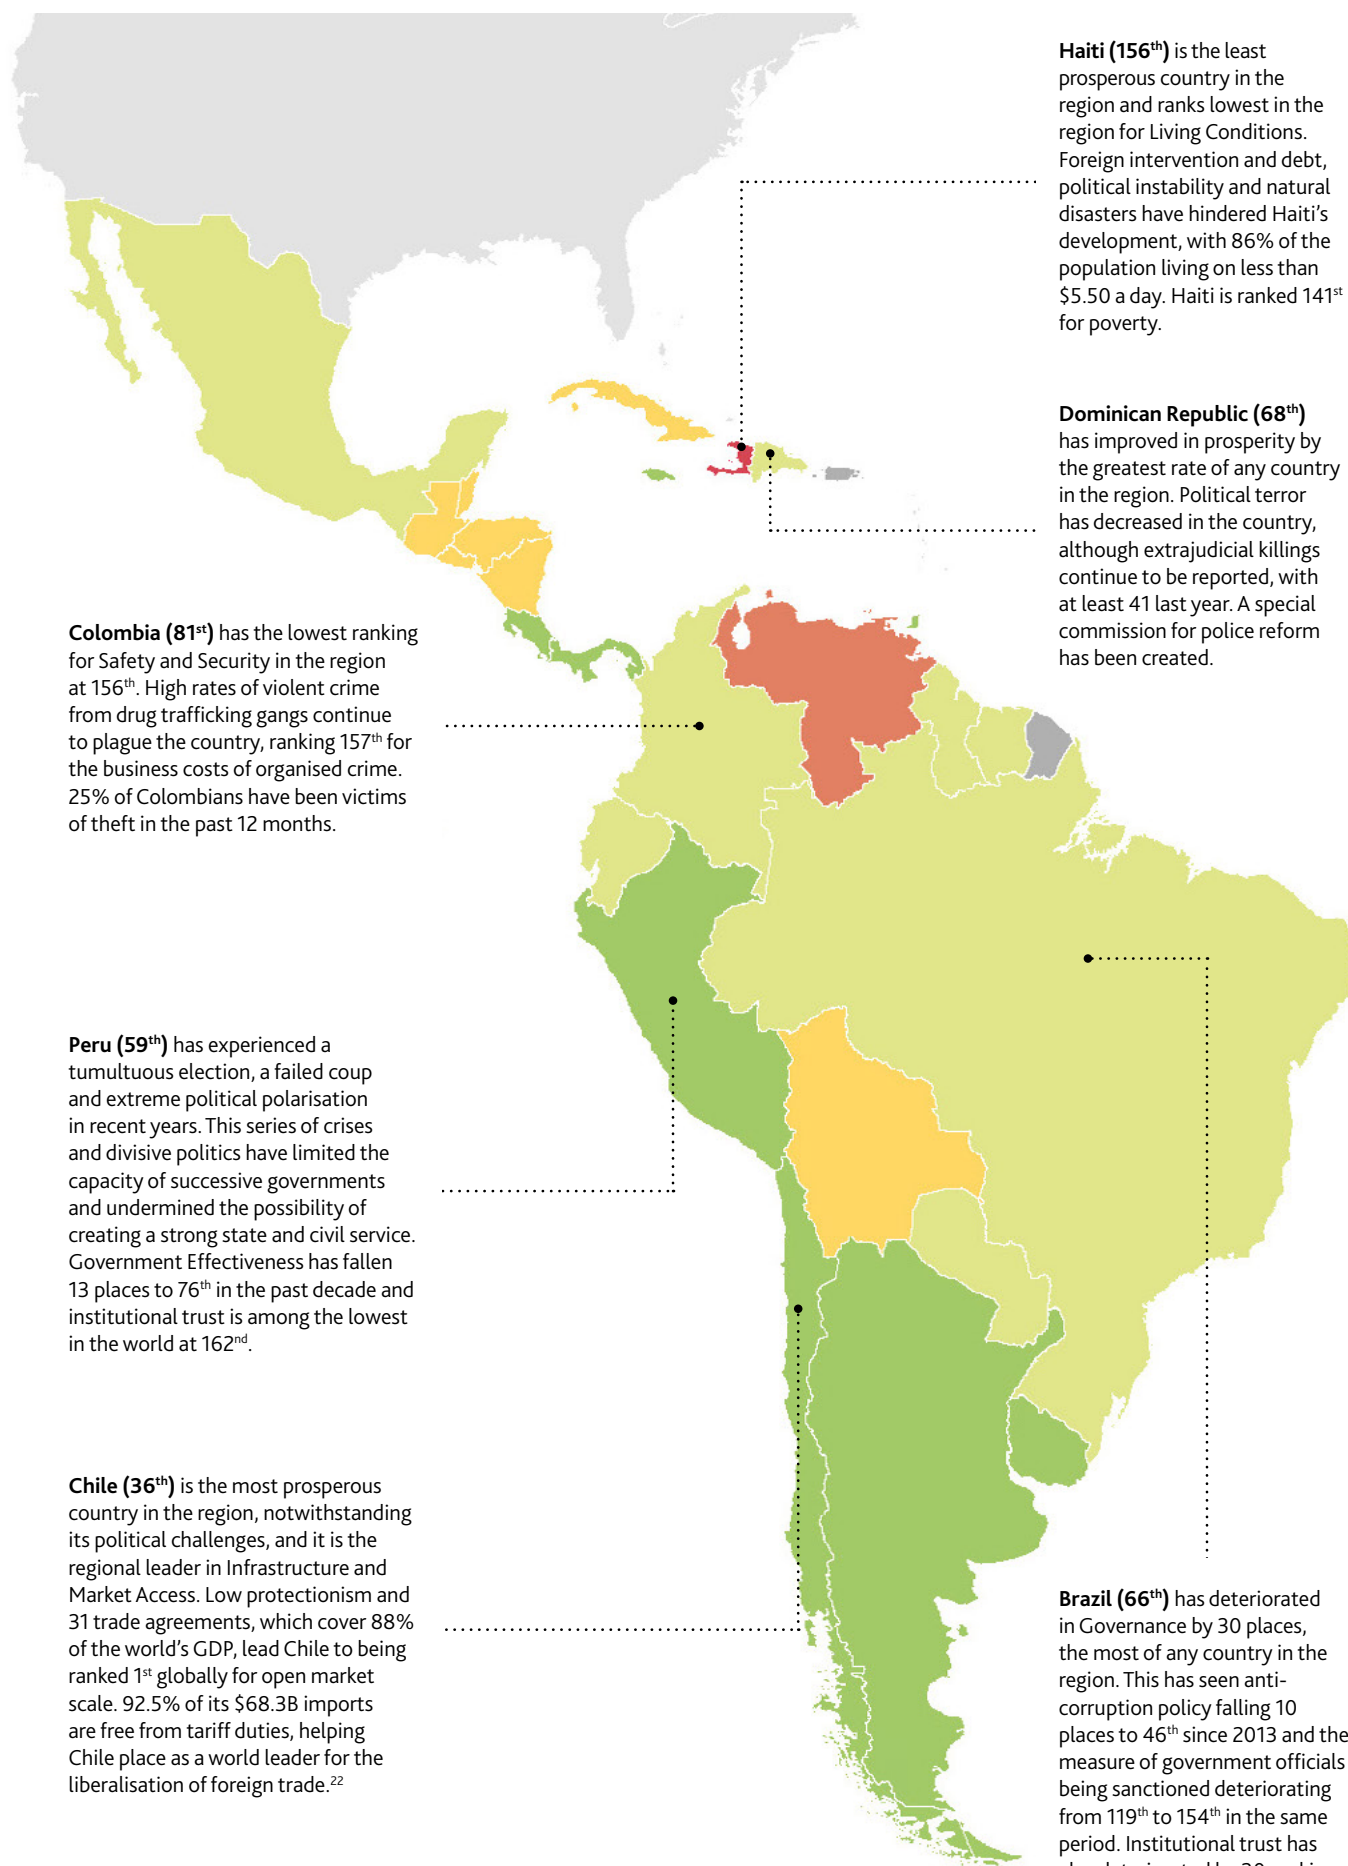 Haiti (156th) is the least
prosperous country in the
region and ranks lowest in the
region for Living Conditions.
Foreign intervention and debt,
political instability and natural
disasters have hindered Haiti’s
development, with 86% of the
population living on less than
$5.50 a day. Haiti is ranked 141st
for poverty.
Dominican Republic (68th)
has improved in prosperity by
the greatest rate of any country
in the region. Political terror
has decreased in the country,
although extrajudicial killings
continue to be reported, with
at least 41 last year. A special
commission for police reform
has been created.
Colombia (81st) has the lowest ranking
for Safety and Security in the region
at 156th. High rates of violent crime
from drug trafficking gangs continue
to plague the country, ranking 157th for
the business costs of organised crime.
25% of Colombians have been victims
of theft in the past 12 months.
Peru (59th) has experienced a
tumultuous election, a failed coup
and extreme political polarisation
in recent years. This series of crises
and divisive politics have limited the
capacity of successive governments
and undermined the possibility of
creating a strong state and civil service.
Government Effectiveness has fallen
13 places to 76th in the past decade and
institutional trust is among the lowest
in the world at 162nd.
Chile (36th) is the most prosperous
country in the region, notwithstanding
its political challenges, and it is the
regional leader in Infrastructure and
Market Access. Low protectionism and
31 trade agreements, which cover 88%
of the world’s GDP, lead Chile to being
ranked 1st globally for open market
scale. 92.5% of its $68.3B imports
are free from tariff duties, helping
Chile place as a world leader for the
liberalisation of foreign trade.22
Brazil (66th) has deteriorated
in Governance by 30 places,
the most of any country in the
region. This has seen anti-
corruption policy falling 10
places to 46th since 2013 and the
measure of government officials
being sanctioned deteriorating
from 119th to 154th in the same
period. Institutional trust has